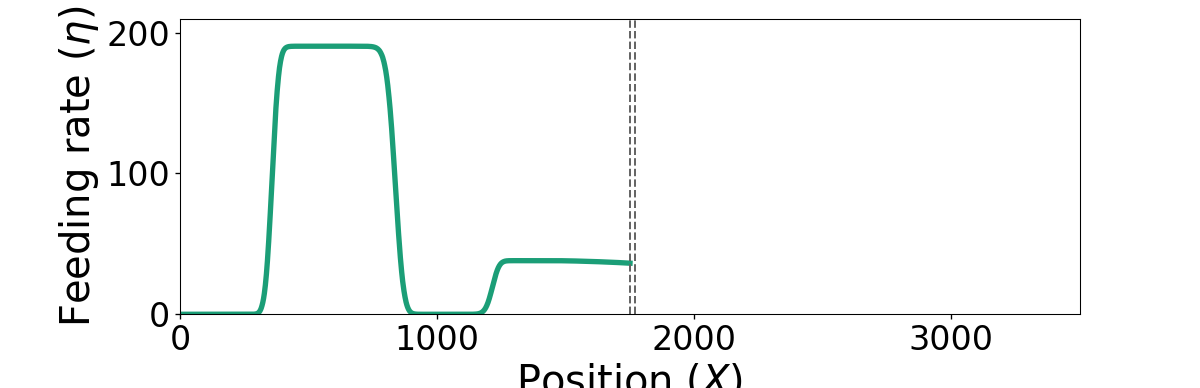 Feeding rate (η)
200
100
0
0 1000 2000 3000
Position (X)